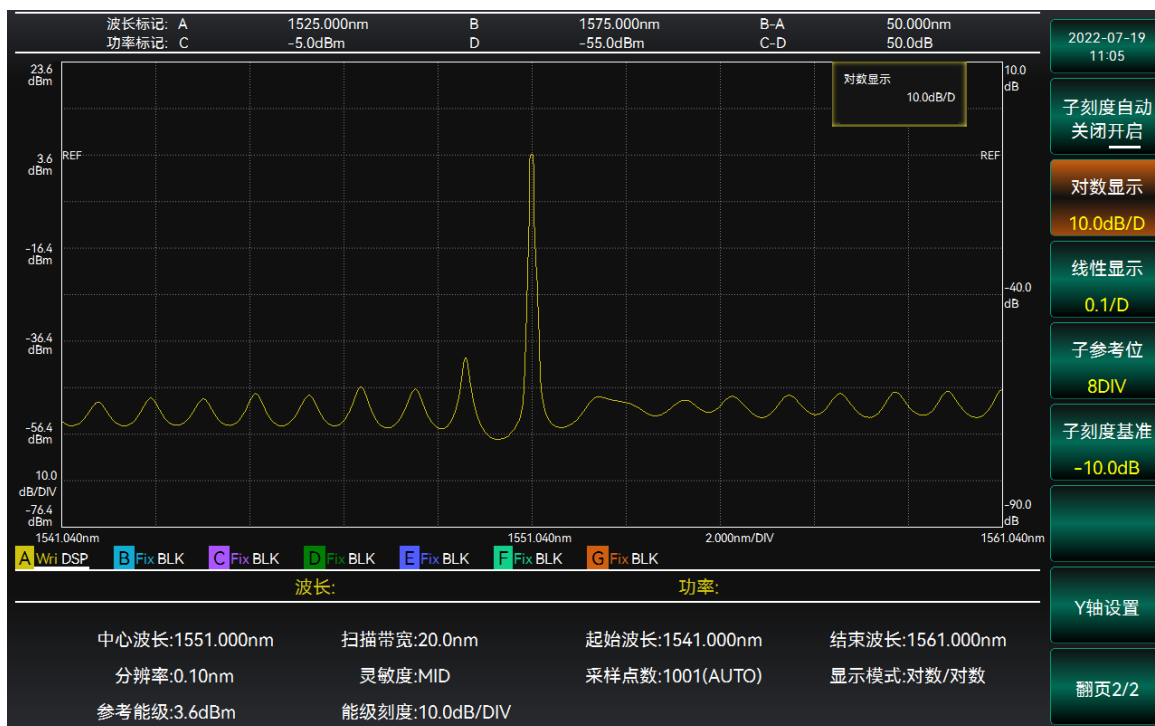 波长标记: A 1525.000nm B 1575.000nm B-A 50.000nm
功率标记: C -5.0dBm D -55.0dBm C-D 50.0dB
2022-07-19
11:05
23.6
dBm
10.0
dB
对数显示
10.0dB/D
子刻度自动
关闭开启
3.6
dBm
REF
REF
对数显示
10.0dB/D
-16.4
dBm
-40.0
dB
线性显示
0.1/D
-36.4
dBm
子参考位
8DIV
-56.4
dBm
子刻度基准
-10.0dB
10.0
dB/DIV
-76.4
dBm
-90.0
dB
1541.040nm 1551.040nm 2.000nm/DIV 1561.040nm
A Wri DSP B Fix BLK C Fix BLK D Fix BLK E Fix BLK F Fix BLK G Fix BLK
波长: 功率:
Y轴设置
中心波长:1551.000nm 扫描带宽:20.0nm 起始波长:1541.000nm 结束波长:1561.000nm
分辨率:0.10nm 灵敏度:MID 采样点数:1001(AUTO) 显示模式:对数/对数
参考能级:3.6dBm 能级刻度:10.0dB/DIV
翻页2/2